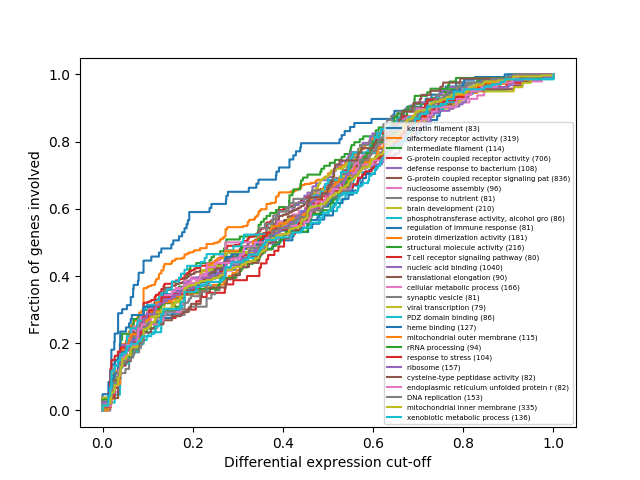 1.0
0.8
0.6
0.4
0.2
0.0
Fraction of genes involved
0.0 0.2 0.4 0.6 0.8 1.0
Differential expression cut-off
keratin filament (83)
olfactory receptor activity (319)
intermediate filament (114)
G-protein coupled receptor activity (706)
defense response to bacterium (108)
G-protein coupled receptor signaling pat (836)
nucleosome assembly (96)
response to nutrient (81)
brain development (210)
phosphotransferase activity, alcohol gro (86)
regulation of immune response (81)
protein dimerization activity (181)
structural molecule activity (216)
T cell receptor signaling pathway (80)
nucleic acid binding (1040)
translational elongation (90)
cellular metabolic process (166)
synaptic vesicle (81)
viral transcription (79)
PDZ domain binding (86)
heme binding (127)
mitochondrial outer membrane (115)
rRNA processing (94)
response to stress (104)
ribosome (157)
cysteine-type peptidase activity (82)
endoplasmic reticulum unfolded protein r (82)
DNA replication (153)
mitochondrial inner membrane (335)
xenobiotic metabolic process (136)